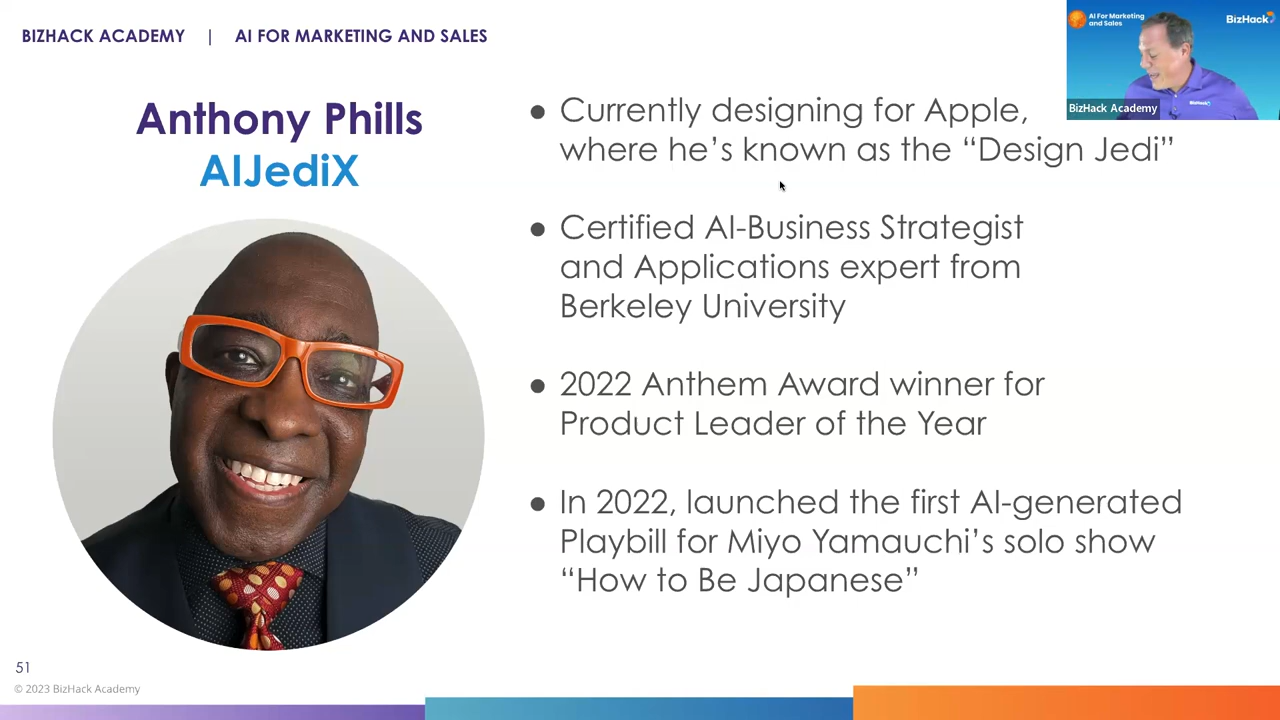 BIZHACK ACADEMY | AI FOR MARKETING AND SALES
Anthony Phills
AIJediX
● Currently designing for Apple,
where he’s known as the “Design Jedi”
● Certified AI-Business Strategist
and Applications expert from
Berkeley University
● 2022 Anthem Award winner for
Product Leader of the Year
● In 2022, launched the first AI-generated
Playbill for Miyo Yamauchi’s solo show
“How to Be Japanese”
51
© 2023 BizHack Academy
AI For Marketing
and Sales
BizHack
BizHack
BizHack Academy